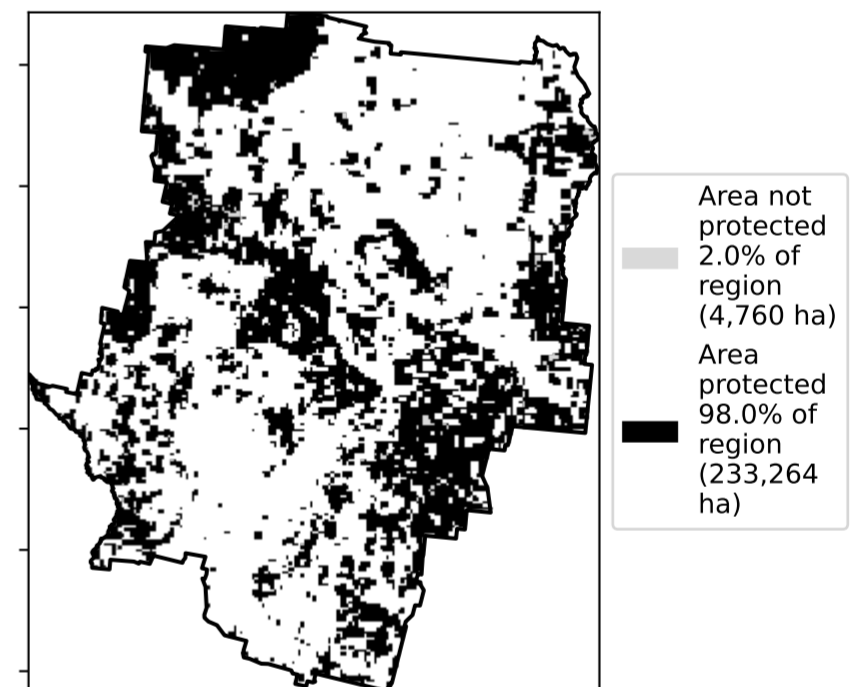 Area not
protected
2.0% of
region
(4,760 ha)
Area
protected
98.0% of
region
(233,264
ha)